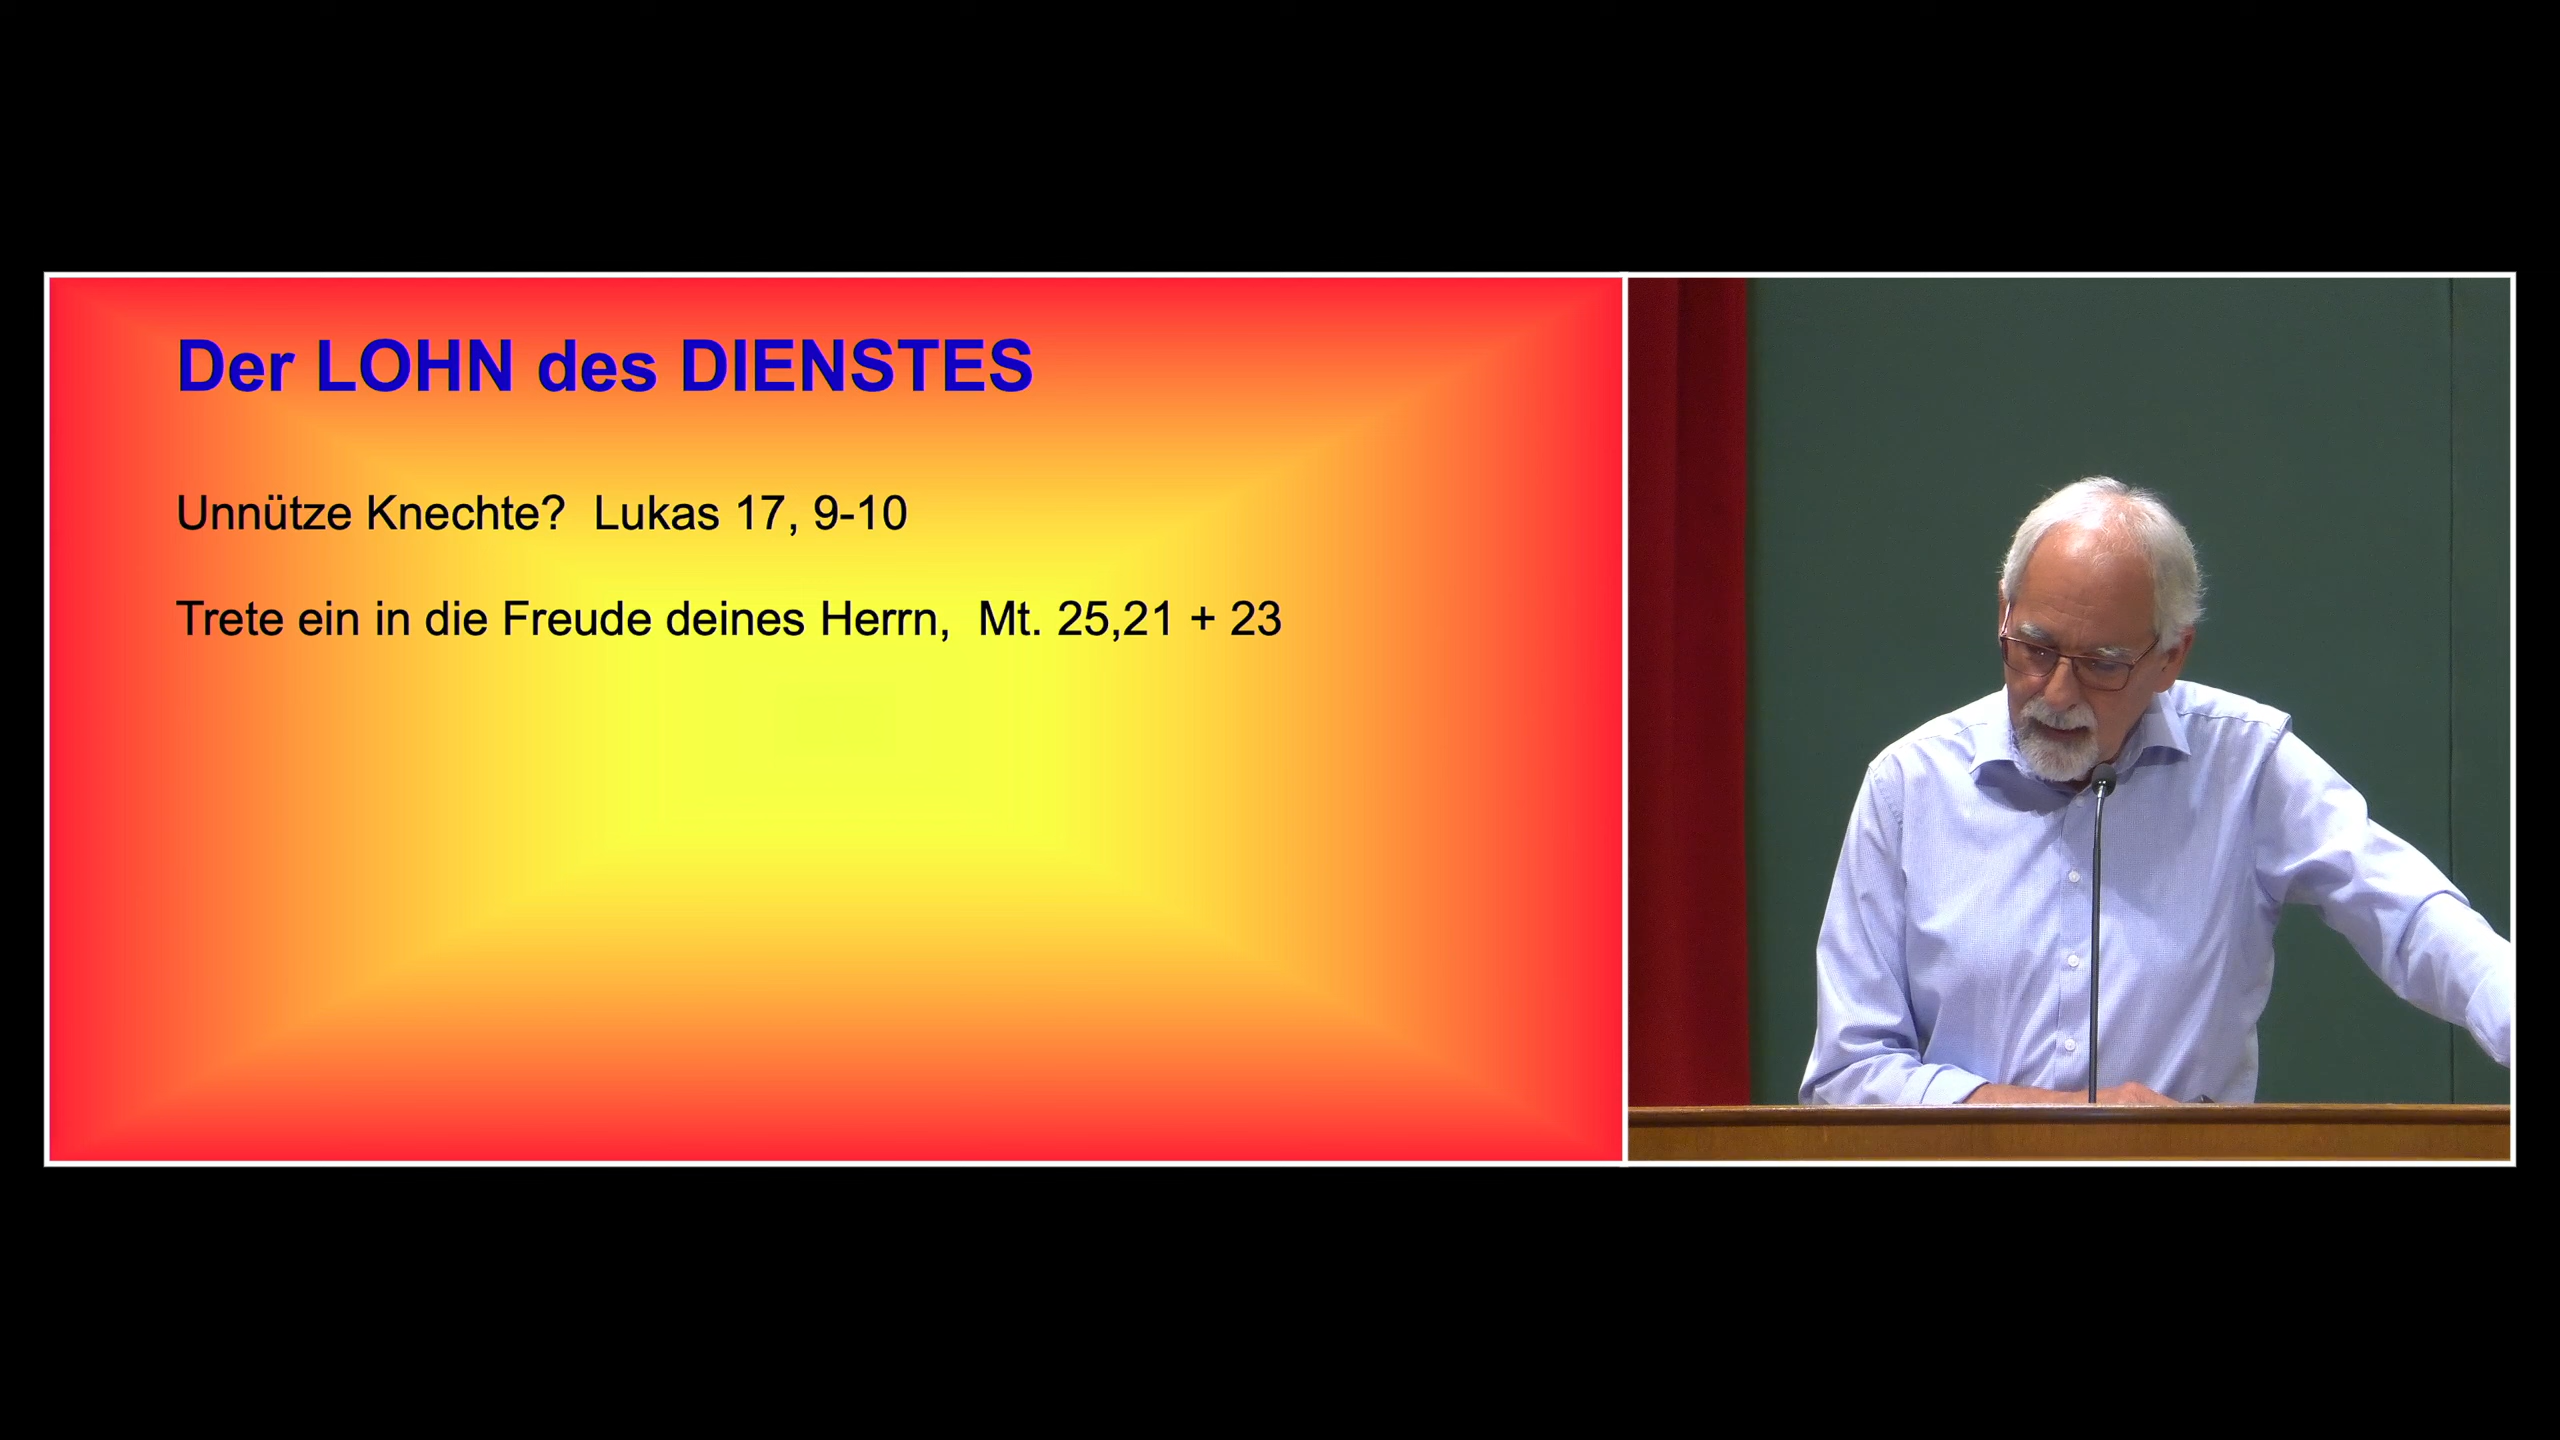 Der LOHN des DIENSTES
Unnütze Knechte? Lukas 17, 9-10
Trete ein in die Freude deines Herrn, Mt. 25,21 + 23